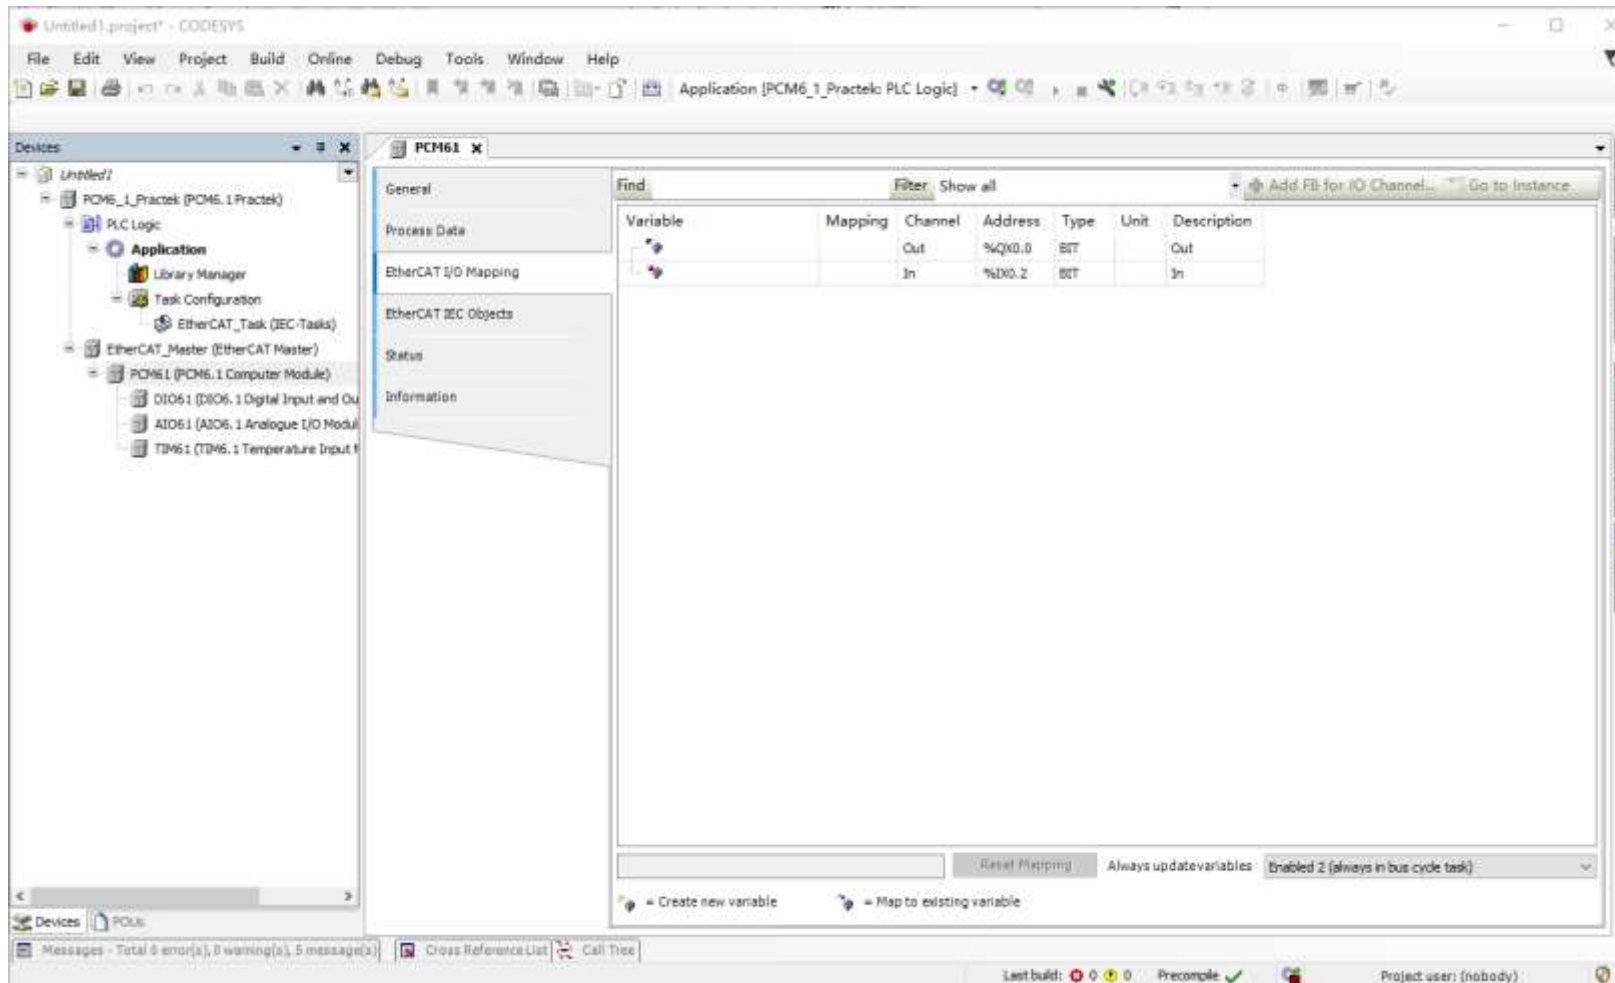 Untitled1.project* - CODESYS
File Edit View Project Build Online Debug Tools Window Help
Application [PCM6_1_Practek: PLC Logic]
Devices
Untitled1
PCM6_1_Practek (PCM6.1 Practek)
PLC Logic
Application
Library Manager
Task Configuration
EtherCAT_Task (IEC-Tasks)
EtherCAT_Master (EtherCAT Master)
PCM61 (PCM6.1 Computer Module)
DIO61 (DIO6.1 Digital Input and Ou
AIO61 (AIO6.1 Analogue I/O Modul
TIM61 (TIM6.1 Temperature Input
Devices POUs
PCM61
General
Process Data
EtherCAT I/O Mapping
EtherCAT IEC Objects
Status
Information
Find Filter Show all Add FB for IO Channel... Go to Instance
Variable Mapping Channel Address Type Unit Description
Out %QX0.0 BIT Out
In %IX0.2 BIT In
Reset Mapping Always update variables Enabled 2 (always in bus cycle task)
= Create new variable = Map to existing variable
Messages - Total 0 error(s), 0 warning(s), 5 message(s) Cross Reference List Call Tree
Last build: 0 0 Precompile Project user: (nobody)